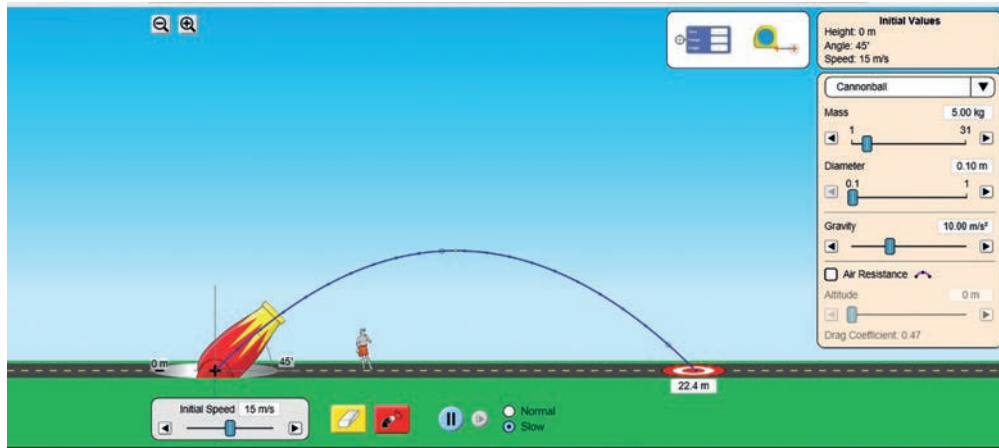 Initial Values
Height: 0 m
Angle: 45°
Speed: 15 m/s
Cannonball
Mass
5.00 kg
1 31
Diameter
0.10 m
0.1 1
Gravity
10.00 m/s²
Air Resistance
Altitude
0 m
Drag Coefficient: 0.47
0 m
45°
22.4 m
Initial Speed 15 m/s
Normal
Slow